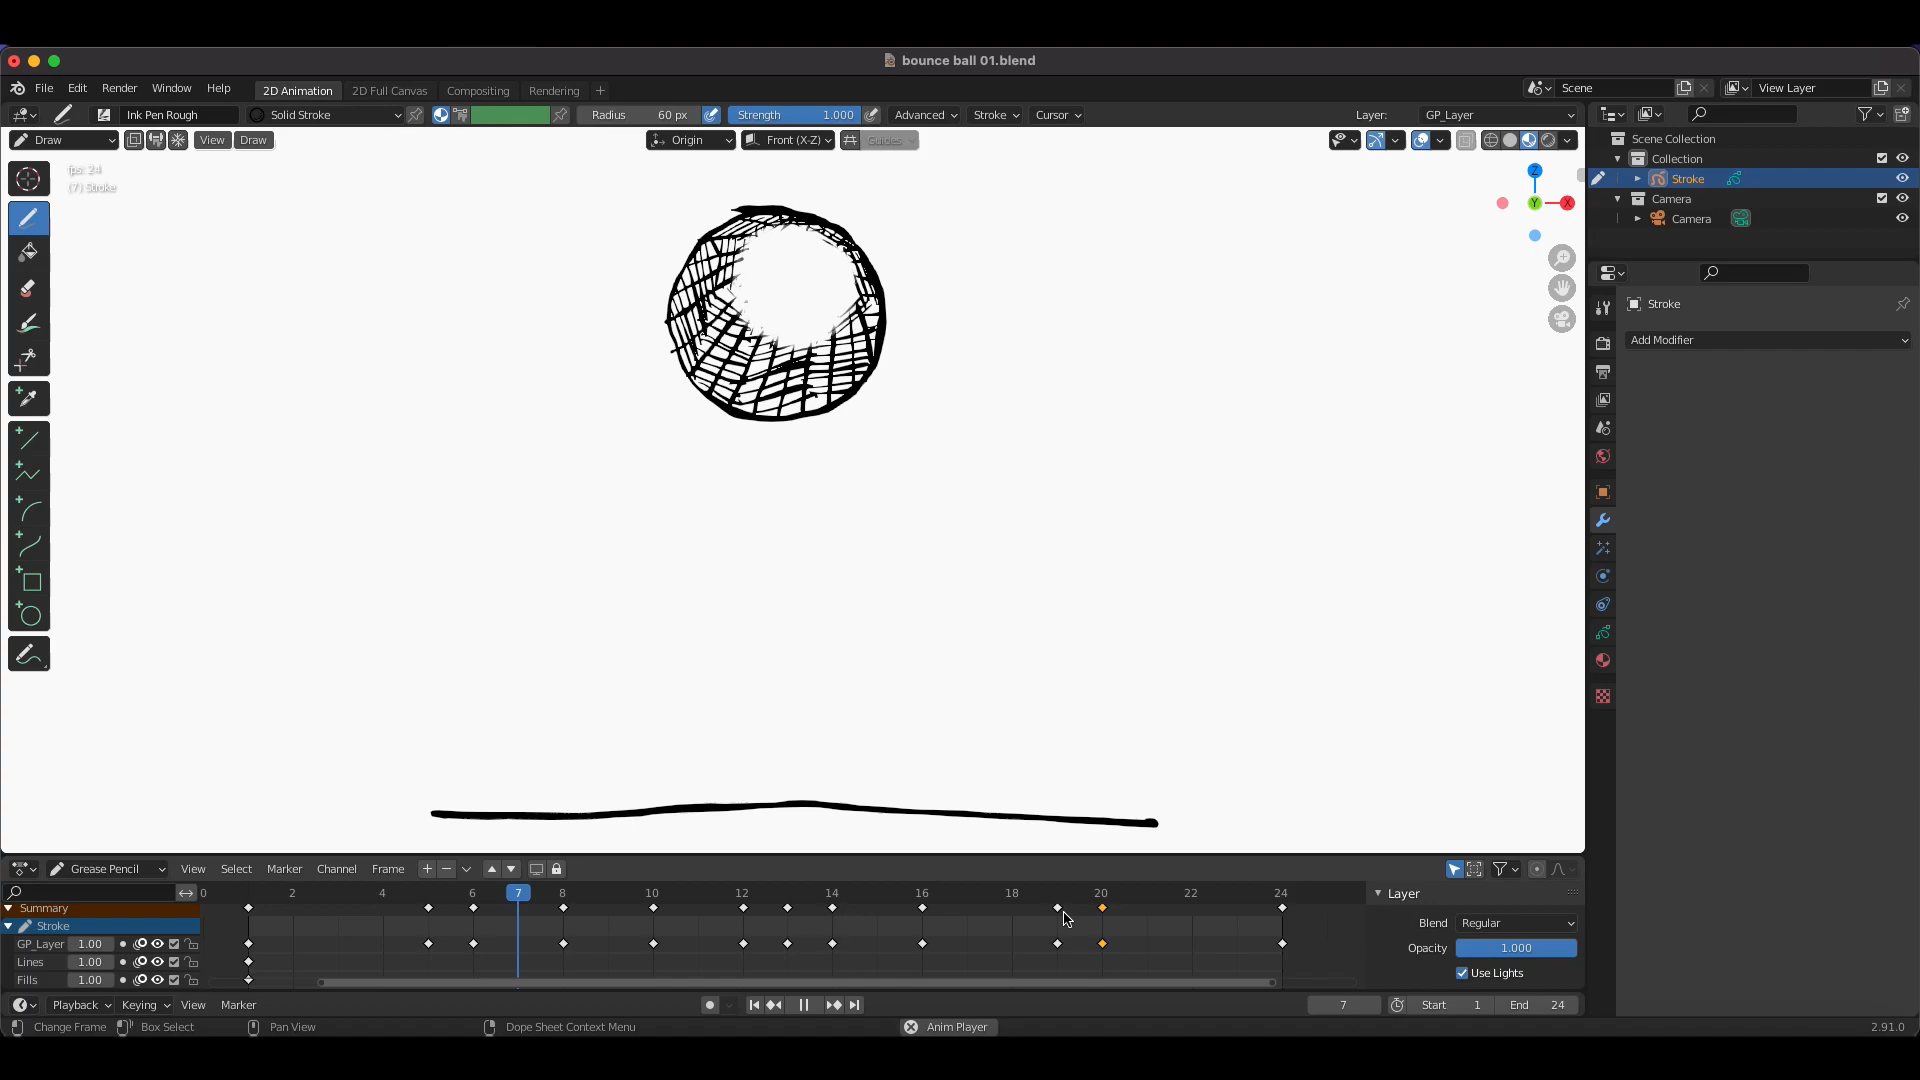 bounce ball 01.blend
File Edit Render Window Help 2D Animation 2D Full Canvas Compositing Rendering + Scene View Layer
Ink Pen Rough Solid Stroke Radius 60 px Strength 1.000 Advanced Stroke Cursor Layer: GP_Layer
Draw View Draw Origin Front (X-Z) Guides
Scene Collection
Collection
Stroke
Camera
Camera
fps: 24
(7) Stroke
Z
Y X
Stroke
Add Modifier
Grease Pencil View Select Marker Channel Frame
0 2 4 6 7 8 10 12 14 16 18 20 22 24
Summary
Stroke
GP_Layer 1.00
Lines 1.00
Fills 1.00
Layer
Blend Regular
Opacity 1.000
Use Lights
Playback Keying View Marker 7 Start 1 End 24
Change Frame Box Select Pan View Dope Sheet Context Menu Anim Player 2.91.0